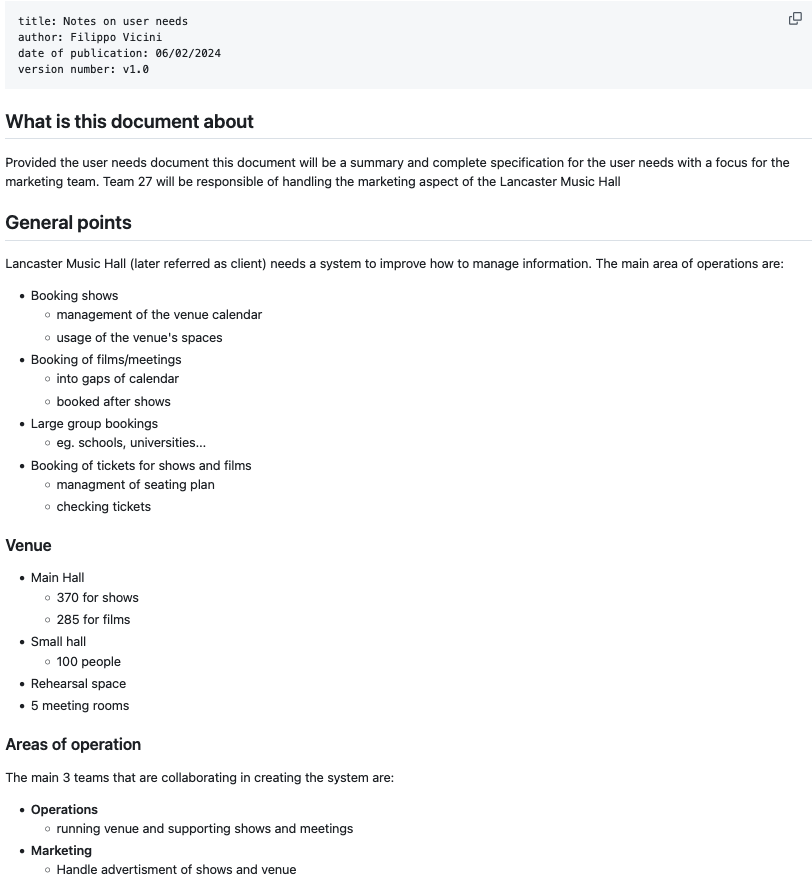 title: Notes on user needs
author: Filippo Vicini
date of publication: 06/02/2024
version number: v1.0
What is this document about
Provided the user needs document this document will be a summary and complete specification for the user needs with a focus for the
marketing team. Team 27 will be responsible of handling the marketing aspect of the Lancaster Music Hall
General points
Lancaster Music Hall (later referred as client) needs a system to improve how to manage information. The main area of operations are:
• Booking shows
◦ management of the venue calendar
◦ usage of the venue's spaces
• Booking of films/meetings
◦ into gaps of calendar
◦ booked after shows
• Large group bookings
◦ eg. schools, universities...
• Booking of tickets for shows and films
◦ managment of seating plan
◦ checking tickets
Venue
• Main Hall
◦ 370 for shows
◦ 285 for films
• Small hall
◦ 100 people
• Rehearsal space
• 5 meeting rooms
Areas of operation
The main 3 teams that are collaborating in creating the system are:
• Operations
◦ running venue and supporting shows and meetings
• Marketing
◦ Handle advertisment of shows and venue